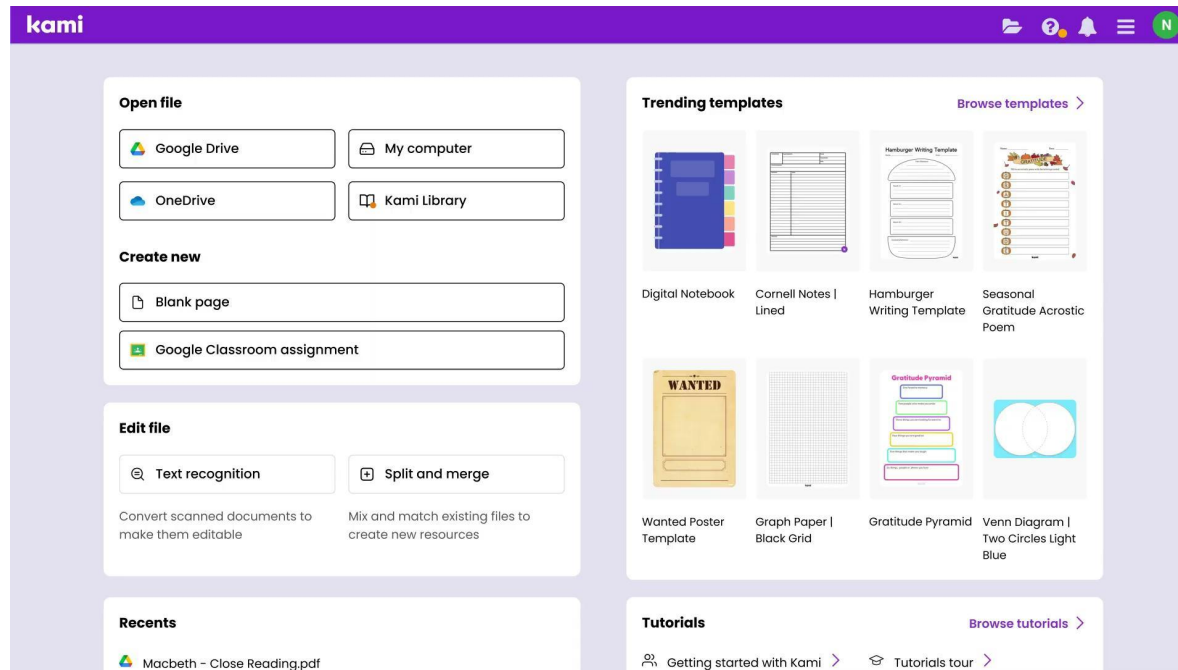 kami
N
Open file
Google Drive
My computer
OneDrive
Kami Library
Create new
Blank page
Google Classroom assignment
Edit file
Text recognition
Split and merge
Convert scanned documents to
make them editable
Mix and match existing files to
create new resources
Recents
Macbeth - Close Reading.pdf
Trending templates
Browse templates
Hamburger Writing Template
Digital Notebook
Cornell Notes |
Lined
Hamburger
Writing Template
Seasonal
Gratitude Acrostic
Poem
WANTED
Gratitude Pyramid
Wanted Poster
Template
Graph Paper |
Black Grid
Gratitude Pyramid
Venn Diagram |
Two Circles Light
Blue
Tutorials
Browse tutorials
Getting started with Kami
Tutorials tour